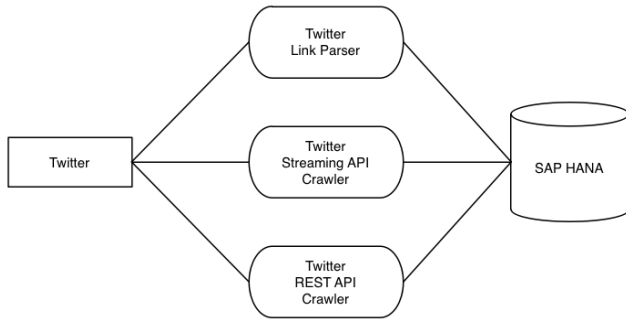 Twitter
Link Parser
Twitter
Twitter
Streaming API
Crawler
SAP HANA
Twitter
REST API
Crawler